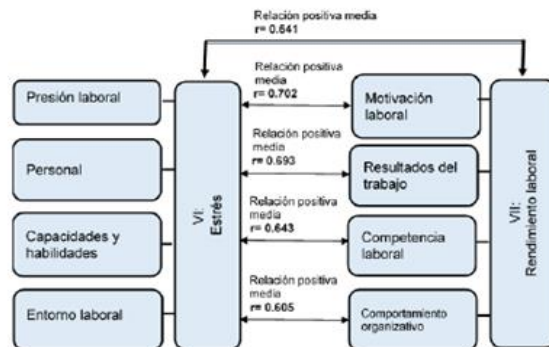 Relación positiva media
r= 0.641
Relación positiva
media
r= 0.702
Presión laboral
Motivación
laboral
Relación positiva
media
r= 0.693
Personal
Resultados del
trabajo
VI:
Estrés
VII:
Rendimiento laboral
Relación positiva
media
r= 0.643
Capacidades y
habilidades
Competencia
laboral
Relación positiva
media
r= 0.605
Entorno laboral
Comportamiento
organizativo